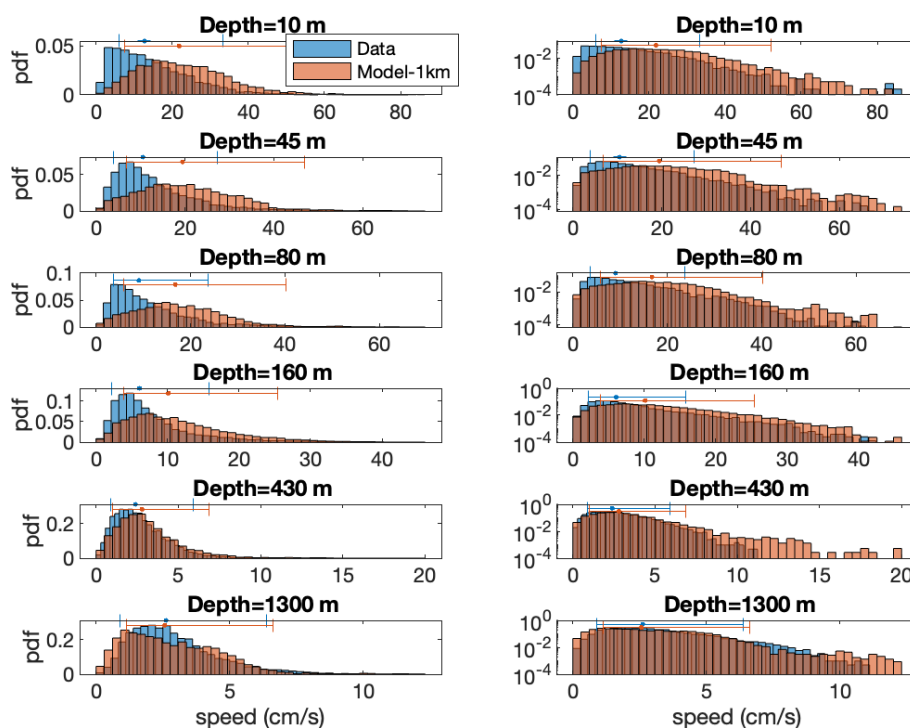 Depth=10 m
pdf
0.05
0
0 20 40 60 80
Data
Model-1km
Depth=45 m
pdf
0.05
0
0 20 40 60
Depth=80 m
pdf
0.1
0.05
0
0 20 40 60
Depth=160 m
pdf
0.1
0.05
0
0 10 20 30 40
Depth=430 m
pdf
0.2
0
0 5 10 15 20
Depth=1300 m
pdf
0.2
0
0 5 10
speed (cm/s)
Depth=10 m
10⁻²
10⁻⁴
0 20 40 60 80
Depth=45 m
10⁻²
10⁻⁴
0 20 40 60
Depth=80 m
10⁻²
10⁻⁴
0 20 40 60
Depth=160 m
10⁰
10⁻²
10⁻⁴
0 10 20 30 40
Depth=430 m
10⁰
10⁻²
10⁻⁴
0 5 10 15 20
Depth=1300 m
10⁰
10⁻²
10⁻⁴
0 5 10
speed (cm/s)